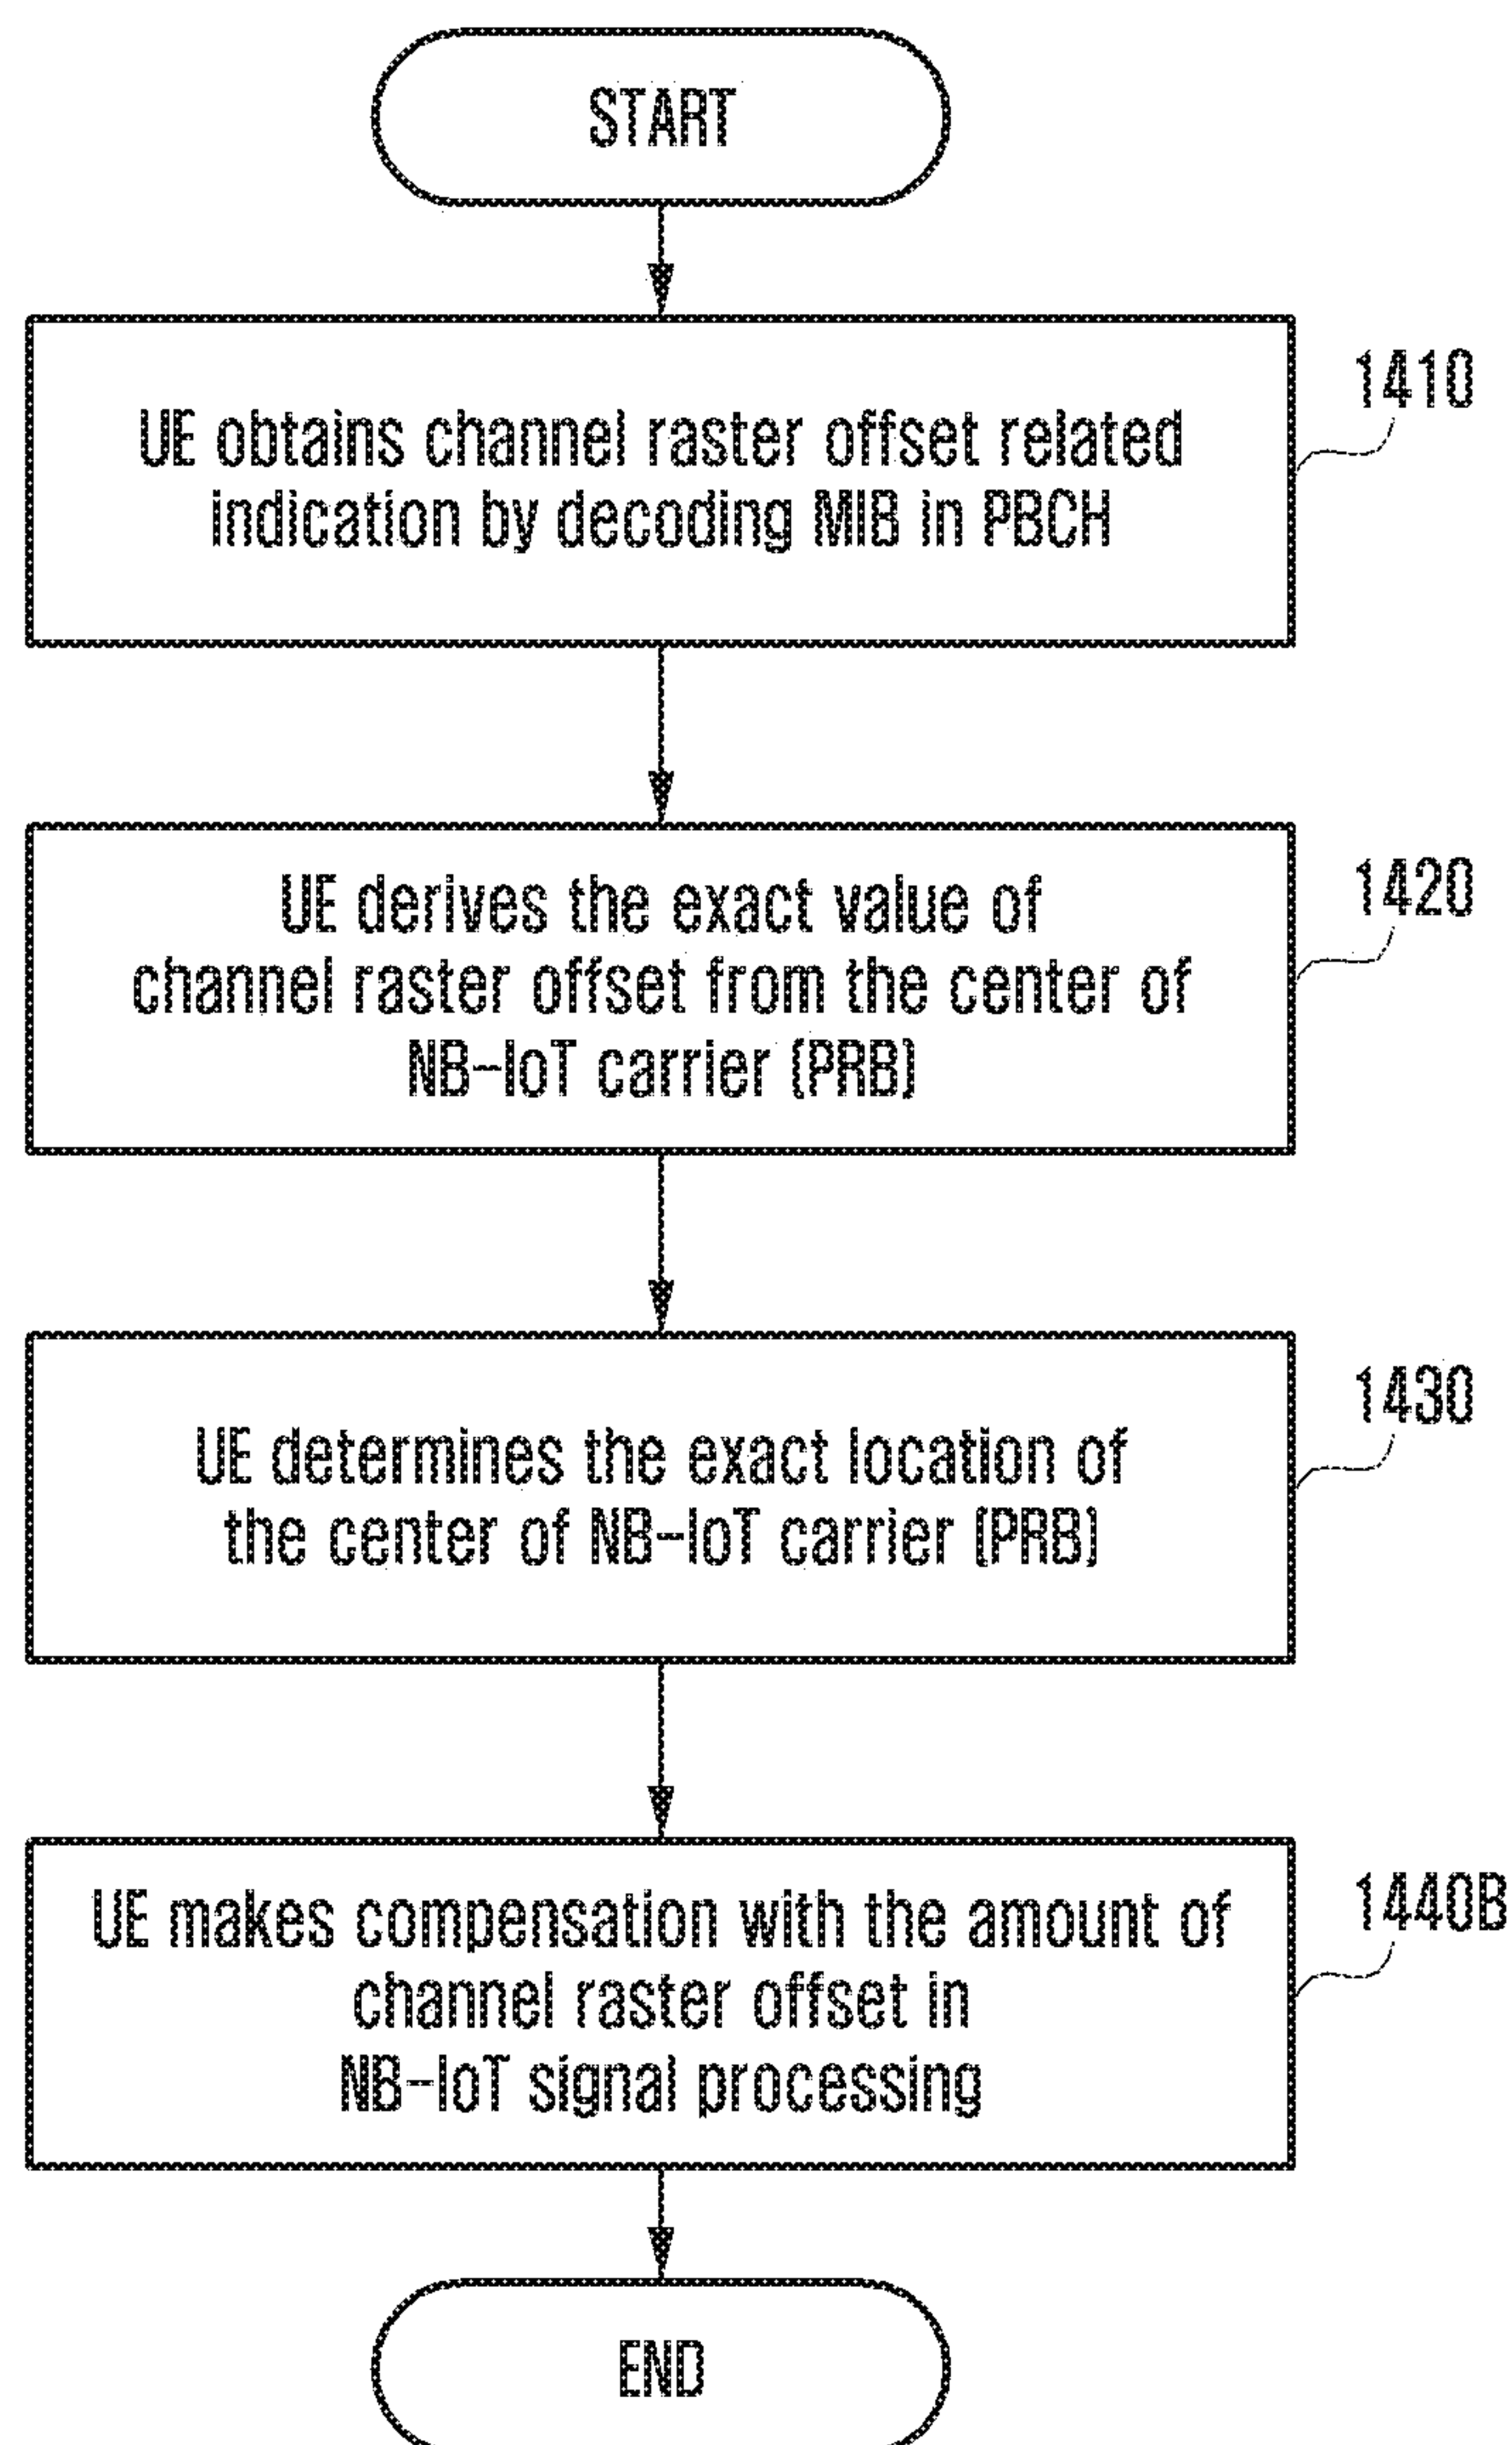 START
1410
UE obtains channel raster offset related
indication by decoding MIB in PBCH
1420
UE derives the exact value of
channel raster offset from the center of
NB-IoT carrier (PRB)
1430
UE determines the exact location of
the center of NB-IoT carrier (PRB)
1440B
UE makes compensation with the amount of
channel raster offset in
NB-IoT signal processing
END